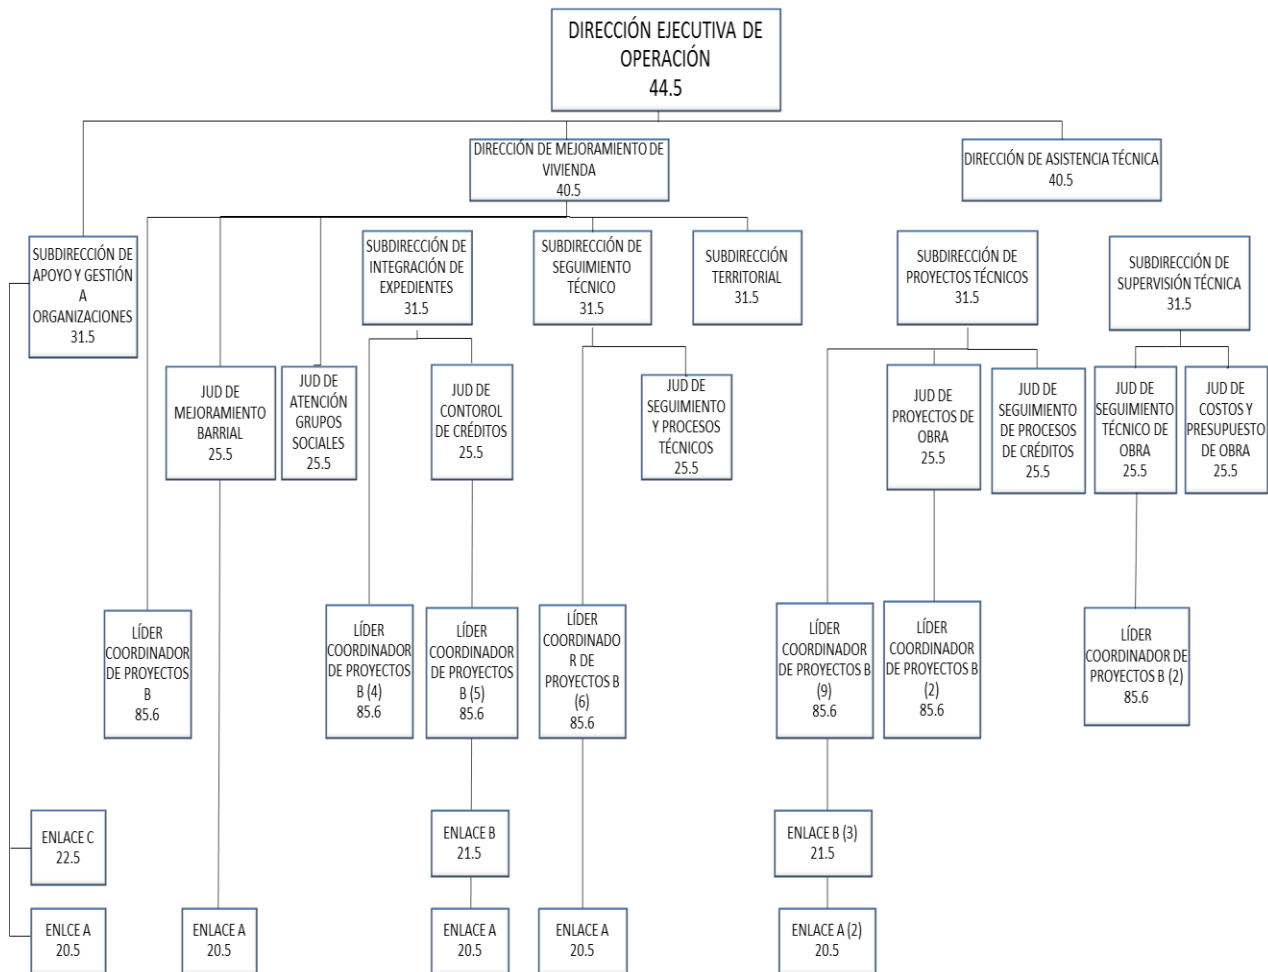 DIRECCIÓN EJECUTIVA DE
OPERACIÓN
44.5
DIRECCIÓN DE MEJORAMIENTO DE
VIVIENDA
40.5
DIRECCIÓN DE ASISTENCIA TÉCNICA
40.5
SUBDIRECCIÓN DE
APOYO Y GESTIÓN
A
ORGANIZACIONES
31.5
SUBDIRECCIÓN DE
INTEGRACIÓN DE
EXPEDIENTES
31.5
SUBDIRECCIÓN DE
SEGUIMIENTO
TÉCNICO
31.5
SUBDIRECCIÓN
TERRITORIAL
31.5
SUBDIRECCIÓN DE
PROYECTOS TÉCNICOS
31.5
SUBDIRECCIÓN DE
SUPERVISIÓN TÉCNICA
31.5
JUD DE
MEJORAMIENTO
BARRIAL
25.5
JUD DE
ATENCIÓN
GRUPOS
SOCIALES
25.5
JUD DE
CONTOROL
DE CRÉDITOS
25.5
JUD DE
SEGUIMIENTO
Y PROCESOS
TÉCNICOS
25.5
JUD DE
PROYECTOS DE
OBRA
25.5
JUD DE
SEGUIMIENTO
DE PROCESOS
DE CRÉDITOS
25.5
JUD DE
SEGUIMIENTO
TÉCNICO DE
OBRA
25.5
JUD DE
COSTOS Y
PRESUPUESTO
DE OBRA
25.5
LÍDER
COORDINADOR
DE PROYECTOS
B
85.6
LÍDER
COORDINADOR
DE PROYECTOS
B (4)
85.6
LÍDER
COORDINADOR
DE PROYECTOS
B (5)
85.6
LÍDER
COORDINADO
R DE
PROYECTOS B
(6)
85.6
LÍDER
COORDINADOR
DE PROYECTOS B
(9)
85.6
LÍDER
COORDINADOR
DE PROYECTOS B
(2)
85.6
LÍDER
COORDINADOR DE
PROYECTOS B (2)
85.6
ENLACE C
22.5
ENLACE B
21.5
ENLACE B (3)
21.5
ENLCE A
20.5
ENLACE A
20.5
ENLACE A
20.5
ENLACE A
20.5
ENLACE A (2)
20.5